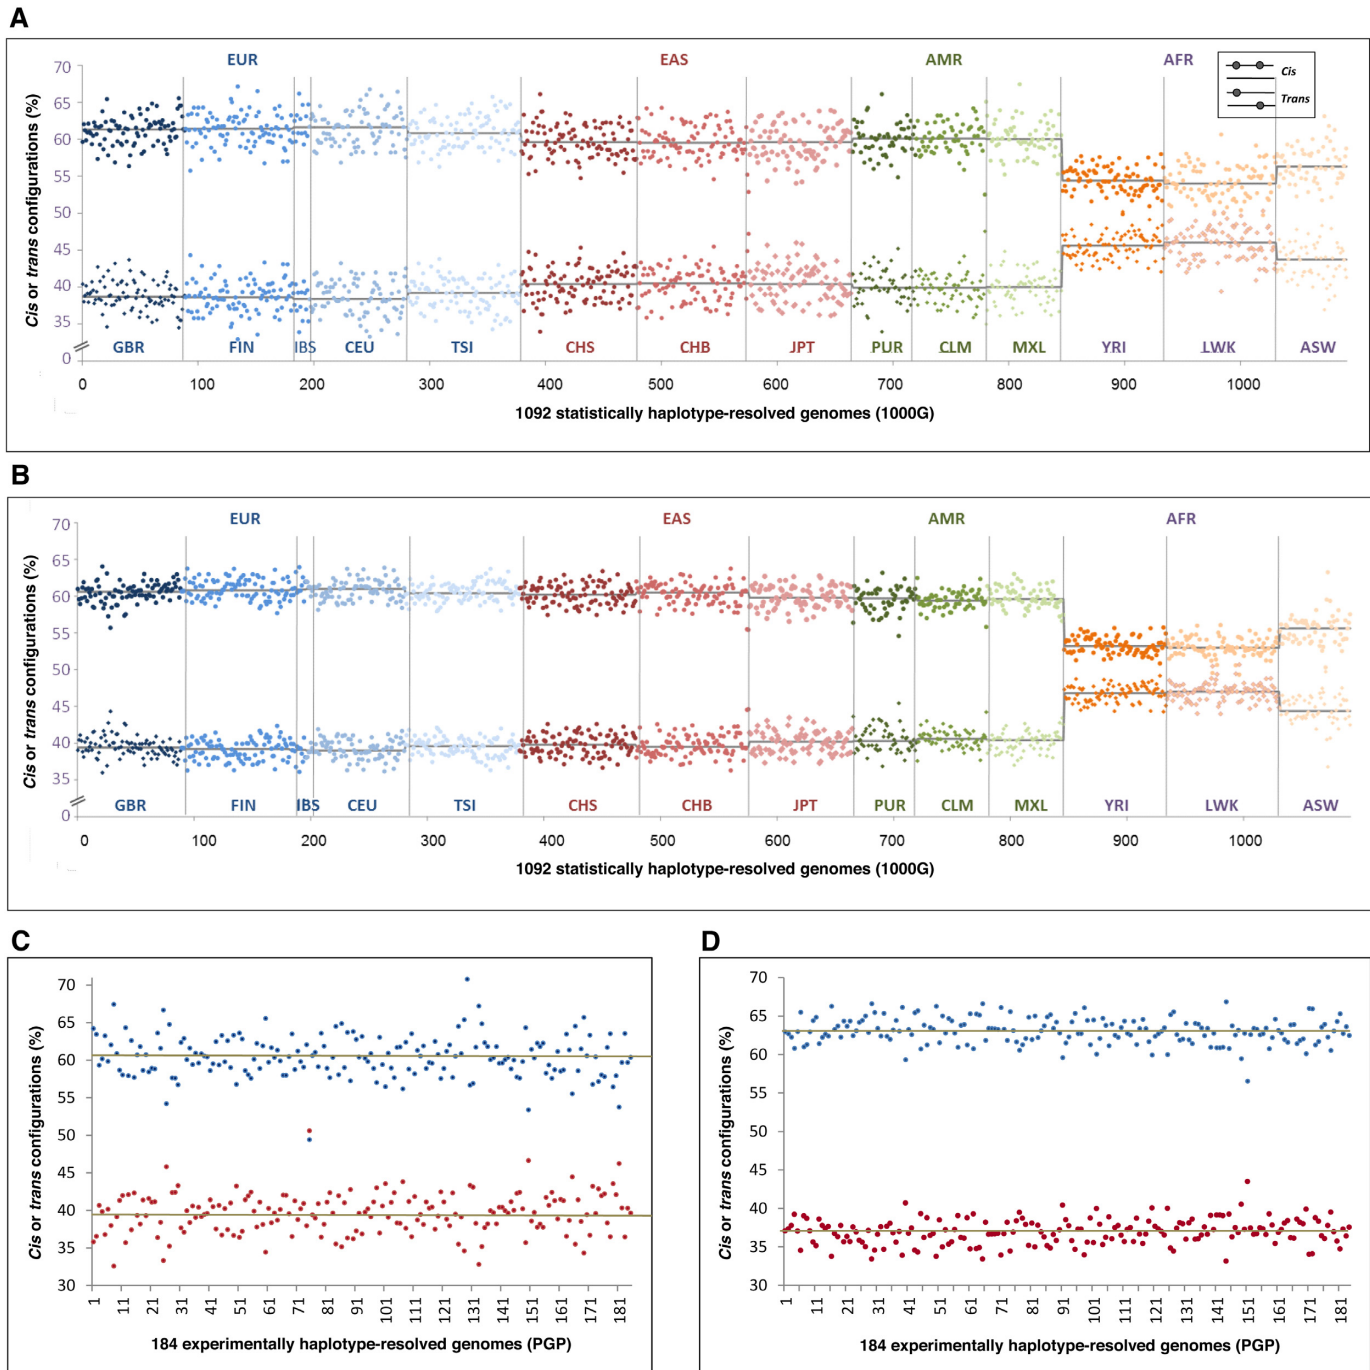 A
EUR EAS AMR AFR
Cis
Trans
Cis or trans configurations (%)
70
65
60
55
50
45
40
35
0
GBR FIN IBS CEU TSI CHS CHB JPT PUR CLM MXL YRI LWK ASW
0 100 200 300 400 500 600 700 800 900 1000
1092 statistically haplotype-resolved genomes (1000G)
B
EUR EAS AMR AFR
Cis or trans configurations (%)
70
65
60
55
50
45
40
35
0
GBR FIN IBS CEU TSI CHS CHB JPT PUR CLM MXL YRI LWK ASW
0 100 200 300 400 500 600 700 800 900 1000
1092 statistically haplotype-resolved genomes (1000G)
C
Cis or trans configurations (%)
70
65
60
55
50
45
40
35
30
1 11 21 31 41 51 61 71 81 91 101 111 121 131 141 151 161 171 181
184 experimentally haplotype-resolved genomes (PGP)
D
Cis or trans configurations (%)
70
65
60
55
50
45
40
35
30
1 11 21 31 41 51 61 71 81 91 101 111 121 131 141 151 161 171 181
184 experimentally haplotype-resolved genomes (PGP)